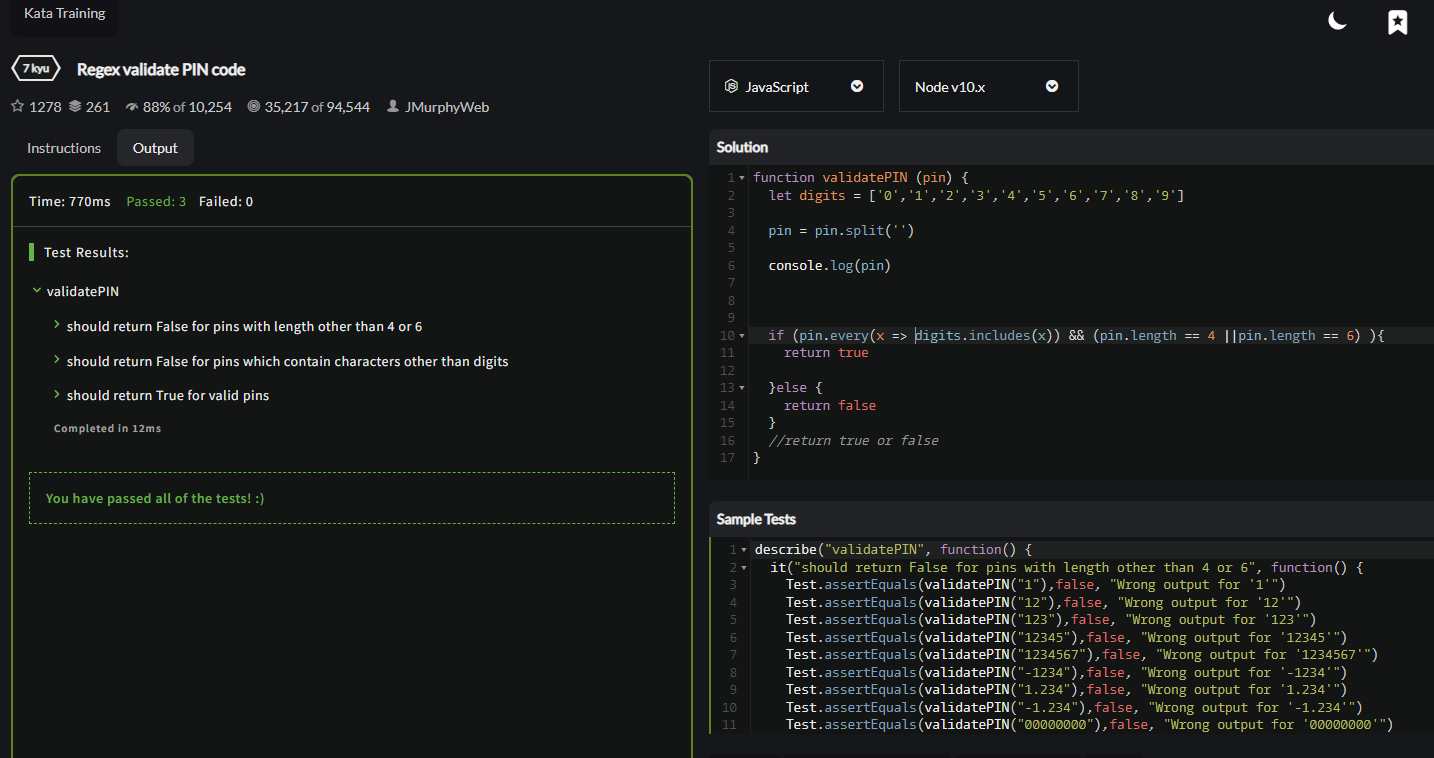 Kata Training
7 kyu Regex validate PIN code
1278 261 88% of 10,254 35,217 of 94,544 JMurphyWeb
Instructions Output
Time: 770ms Passed: 3 Failed: 0
Test Results:
validatePIN
should return False for pins with length other than 4 or 6
should return False for pins which contain characters other than digits
should return True for valid pins
Completed in 12ms
You have passed all of the tests! :)
JavaScript Node v10.x
Solution
1 function validatePIN (pin) {
2 let digits = ['0','1','2','3','4','5','6','7','8','9']
3
4 pin = pin.split('')
5
6 console.log(pin)
7
8
9
10 if (pin.every(x => digits.includes(x)) && (pin.length == 4 ||pin.length == 6) ){
11 return true
12
13 }else {
14 return false
15 }
16 //return true or false
17 }
Sample Tests
1 describe("validatePIN", function() {
2 it("should return False for pins with length other than 4 or 6", function() {
3 Test.assertEquals(validatePIN("1"),false, "Wrong output for '1'")
4 Test.assertEquals(validatePIN("12"),false, "Wrong output for '12'")
5 Test.assertEquals(validatePIN("123"),false, "Wrong output for '123'")
6 Test.assertEquals(validatePIN("12345"),false, "Wrong output for '12345'")
7 Test.assertEquals(validatePIN("1234567"),false, "Wrong output for '1234567'")
8 Test.assertEquals(validatePIN("-1234"),false, "Wrong output for '-1234'")
9 Test.assertEquals(validatePIN("1.234"),false, "Wrong output for '1.234'")
10 Test.assertEquals(validatePIN("-1.234"),false, "Wrong output for '-1.234'")
11 Test.assertEquals(validatePIN("00000000"),false, "Wrong output for '00000000'")